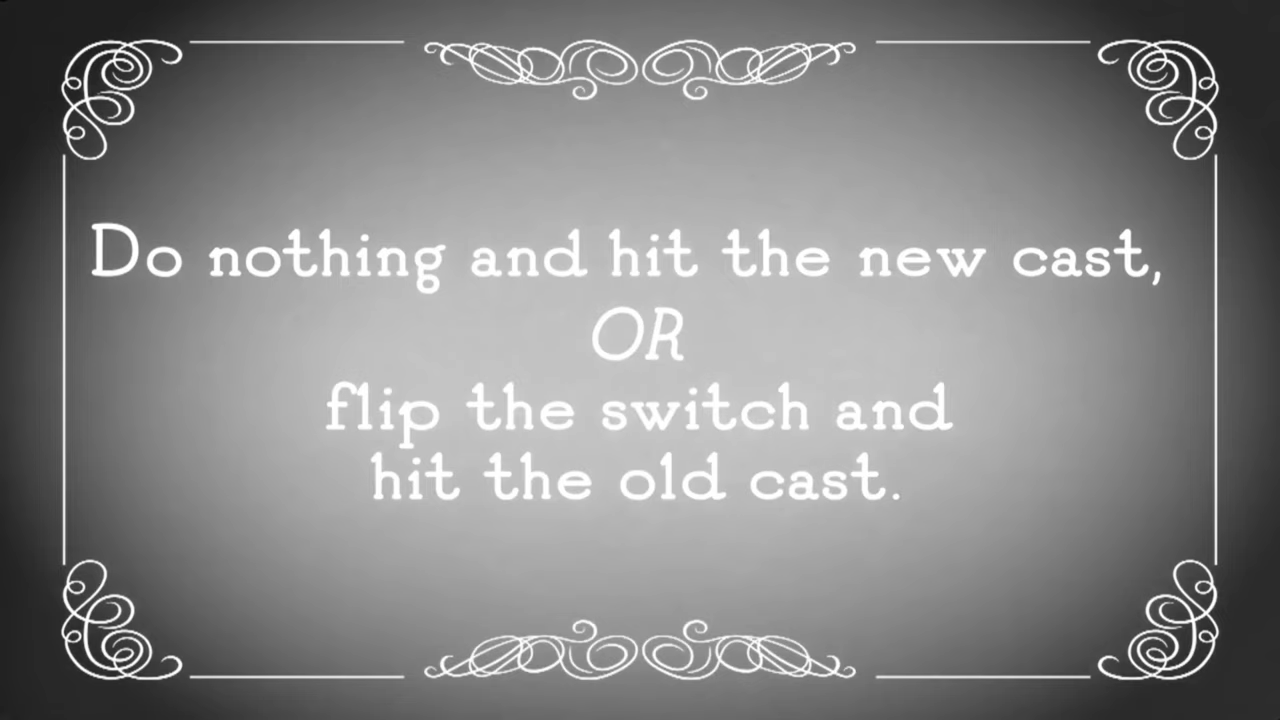 Do nothing and hit the new cast,
OR
flip the switch and
hit the old cast.